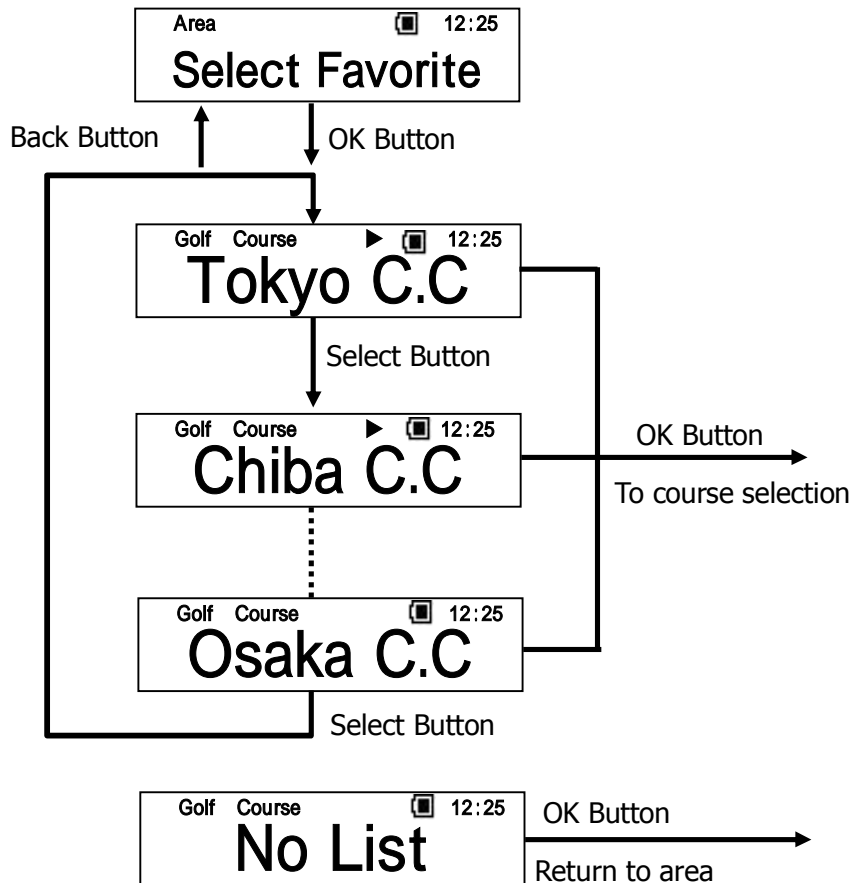 Area 12:25
Select Favorite
Back Button
OK Button
Golf Course ▶ 12:25
Tokyo C.C
Select Button
Golf Course ▶ 12:25
Chiba C.C
OK Button
To course selection
Golf Course 12:25
Osaka C.C
Select Button
Golf Course 12:25
No List
OK Button
Return to area